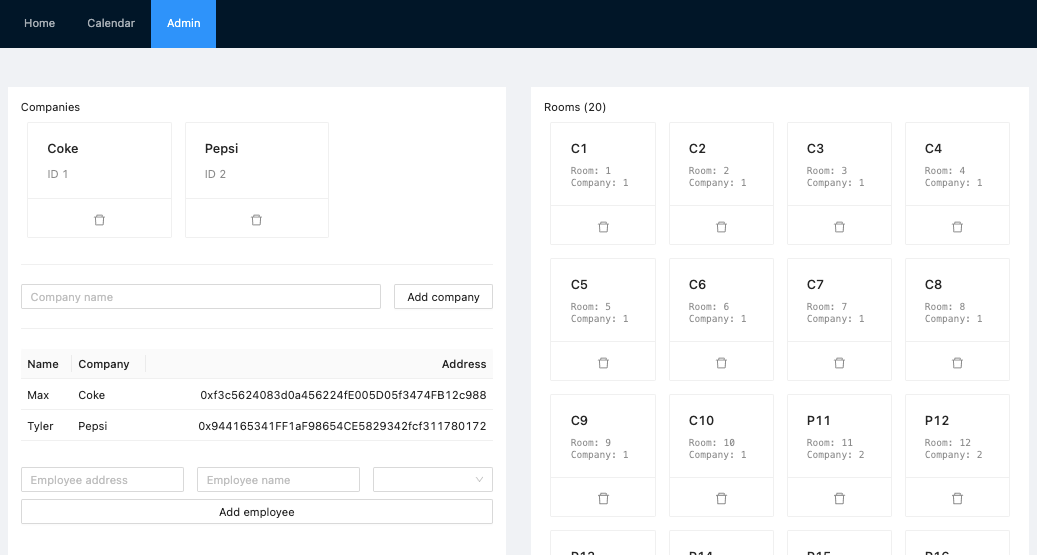 Home Calendar Admin
Companies
Coke Pepsi
ID 1 ID 2
Company name Add company
Name Company Address
Max Coke 0xf3c5624083d0a456224fE005D05f3474FB12c988
Tyler Pepsi 0x944165341FF1aF98654CE5829342fcf311780172
Employee address Employee name
Add employee
Rooms (20)
C1 C2 C3 C4
Room: 1 Room: 2 Room: 3 Room: 4
Company: 1 Company: 1 Company: 1 Company: 1
C5 C6 C7 C8
Room: 5 Room: 6 Room: 7 Room: 8
Company: 1 Company: 1 Company: 1 Company: 1
C9 C10 P11 P12
Room: 9 Room: 10 Room: 11 Room: 12
Company: 1 Company: 1 Company: 2 Company: 2
P13 P14 P15 P16